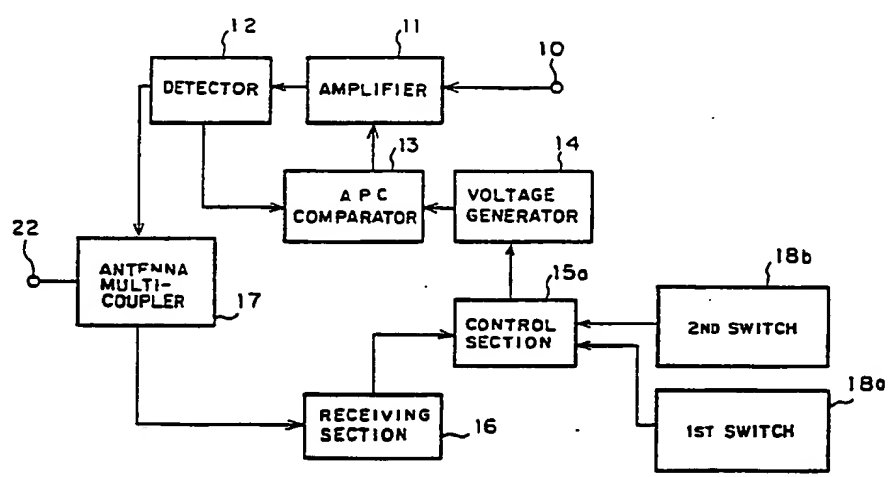 12
11
10
DETECTOR
AMPLIFIER
13
14
A P C
COMPARATOR
VOLTAGE
GENERATOR
22
ANTENNA
MULTI-
COUPLER
17
15a
18b
CONTROL
SECTION
2ND SWITCH
18a
RECEIVING
SECTION
16
1ST SWITCH